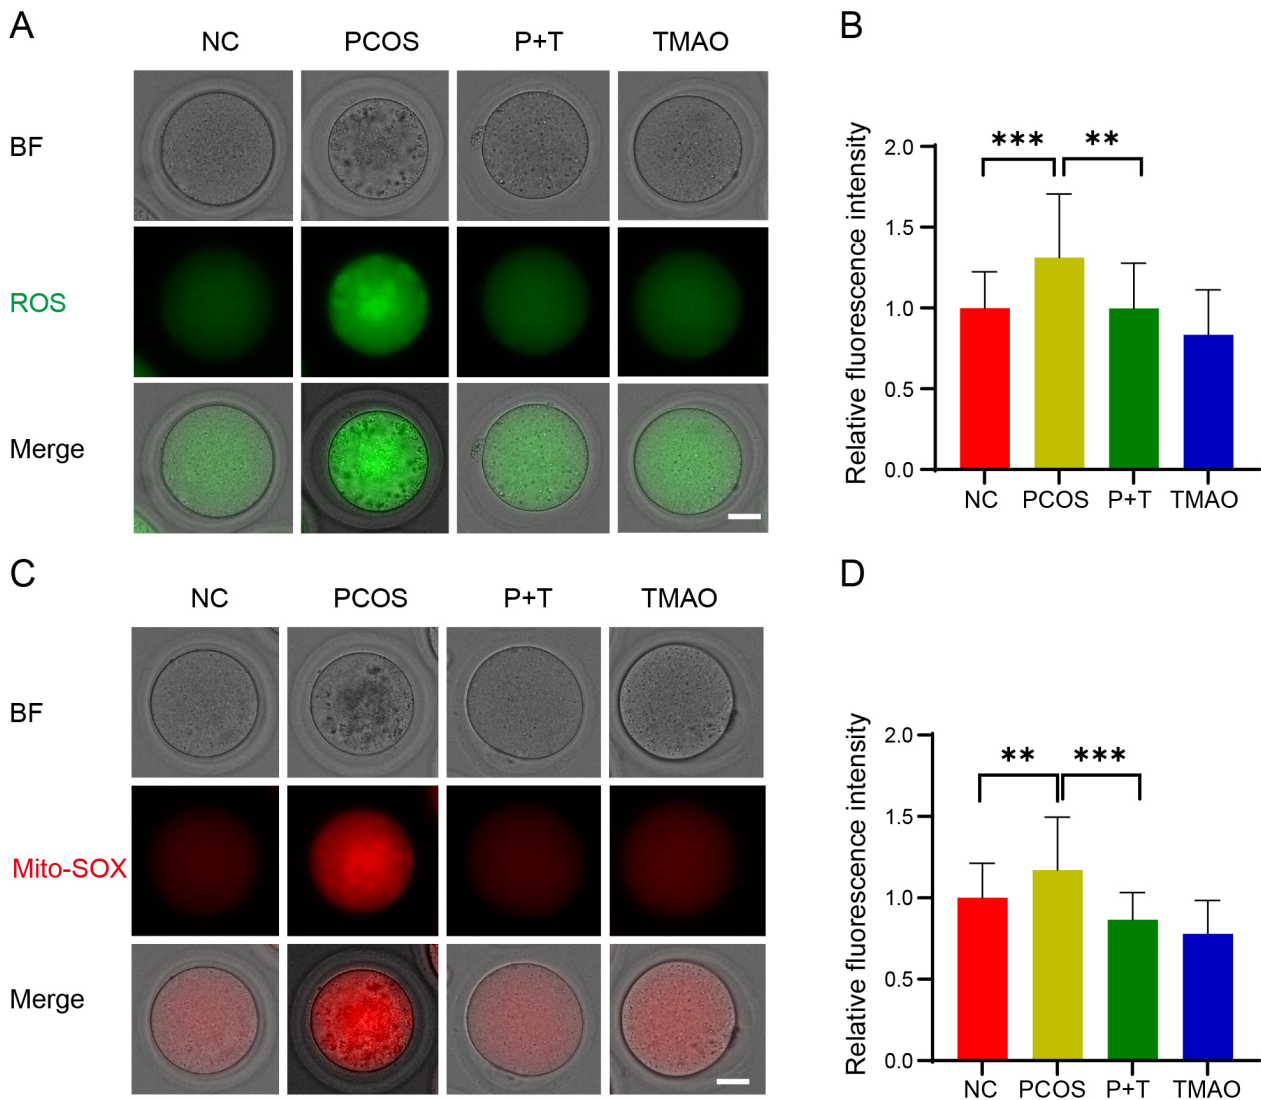 A
NC PCOS P+T TMAO
BF
ROS
Merge
B
Relative fluorescence intensity
2.0
1.5
1.0
0.5
0.0
*** **
NC PCOS P+T TMAO
C
NC PCOS P+T TMAO
BF
Mito-SOX
Merge
D
Relative fluorescence intensity
2.0
1.5
1.0
0.5
0.0
** ***
NC PCOS P+T TMAO